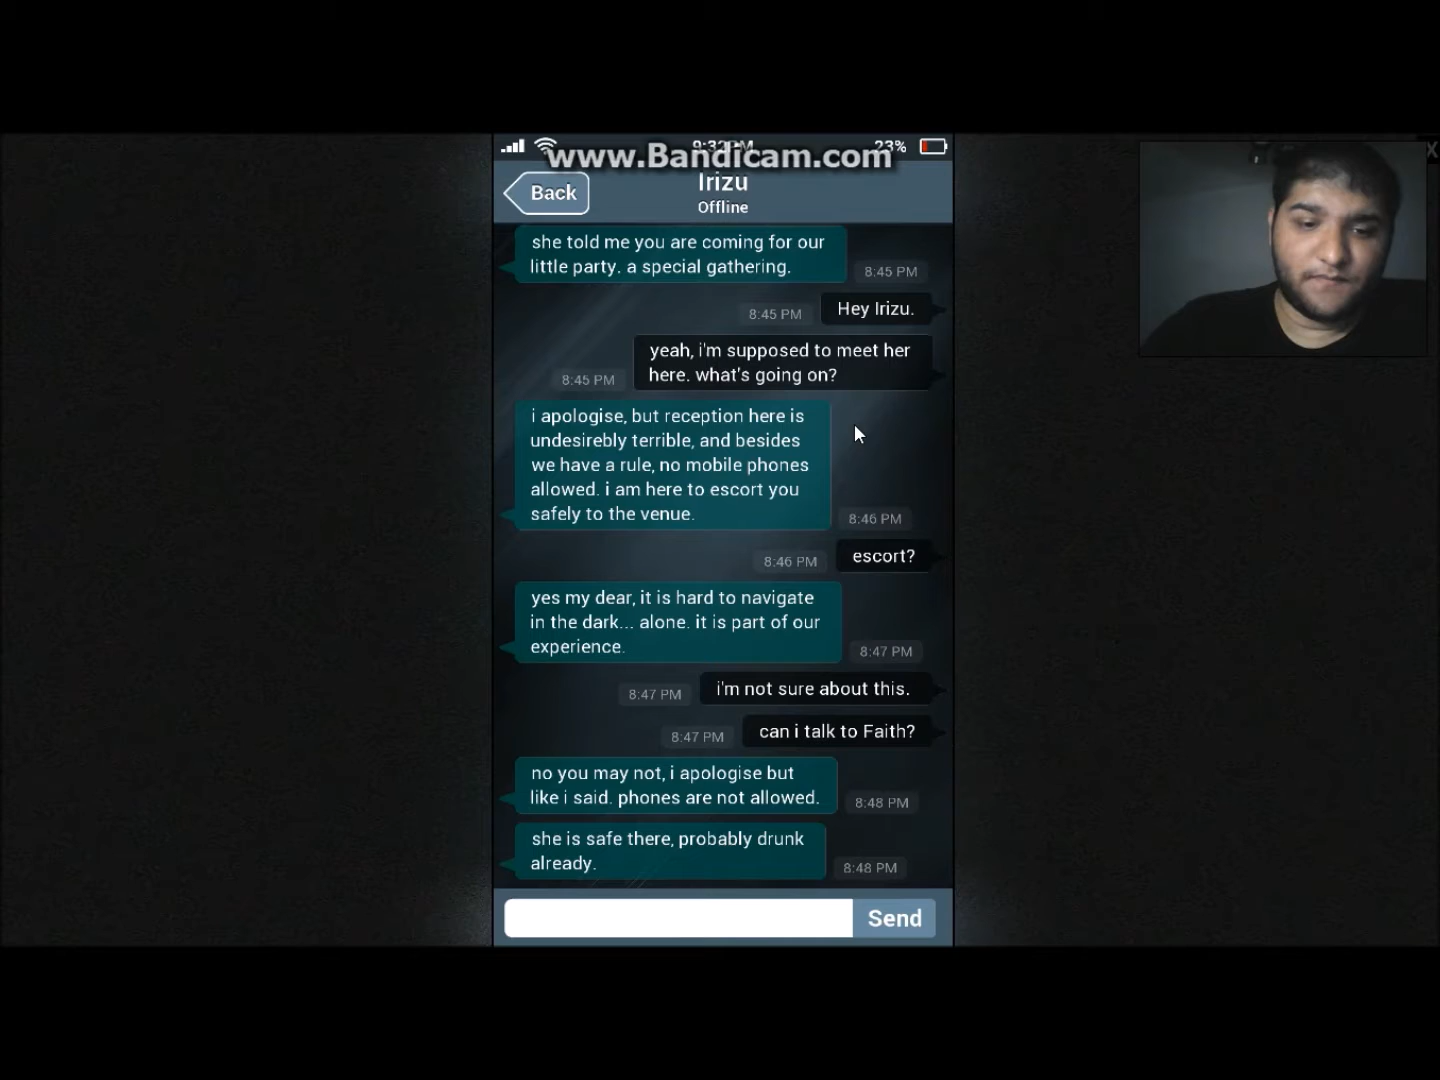 www.Bandicam.com
23%
Back
Irizu
Offline
she told me you are coming for our
little party. a special gathering.
8:45 PM
Hey Irizu.
8:45 PM
yeah, i'm supposed to meet her
here. what's going on?
8:45 PM
i apologise, but reception here is
undesirebly terrible, and besides
we have a rule, no mobile phones
allowed. i am here to escort you
safely to the venue.
8:46 PM
escort?
8:46 PM
yes my dear, it is hard to navigate
in the dark... alone. it is part of our
experience.
8:47 PM
i'm not sure about this.
8:47 PM
can i talk to Faith?
8:47 PM
no you may not, i apologise but
like i said. phones are not allowed.
8:48 PM
she is safe there, probably drunk
already.
8:48 PM
Send